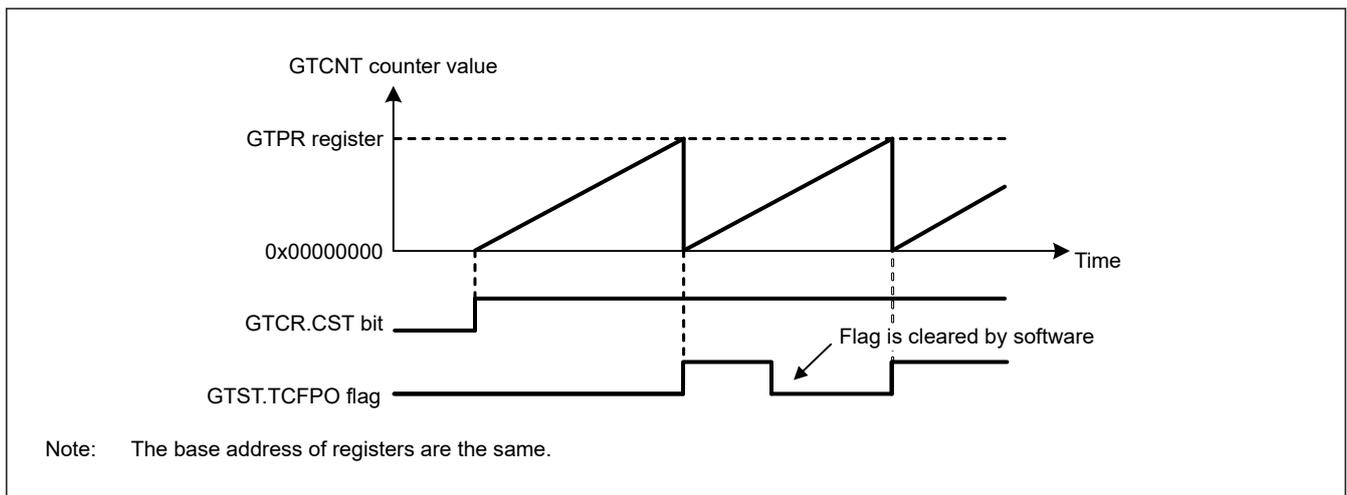 GTCNT counter value
GTPR register
0x00000000
Time
GTCR.CST bit
Flag is cleared by software
GTST.TCFPO flag
Note: The base address of registers are the same.